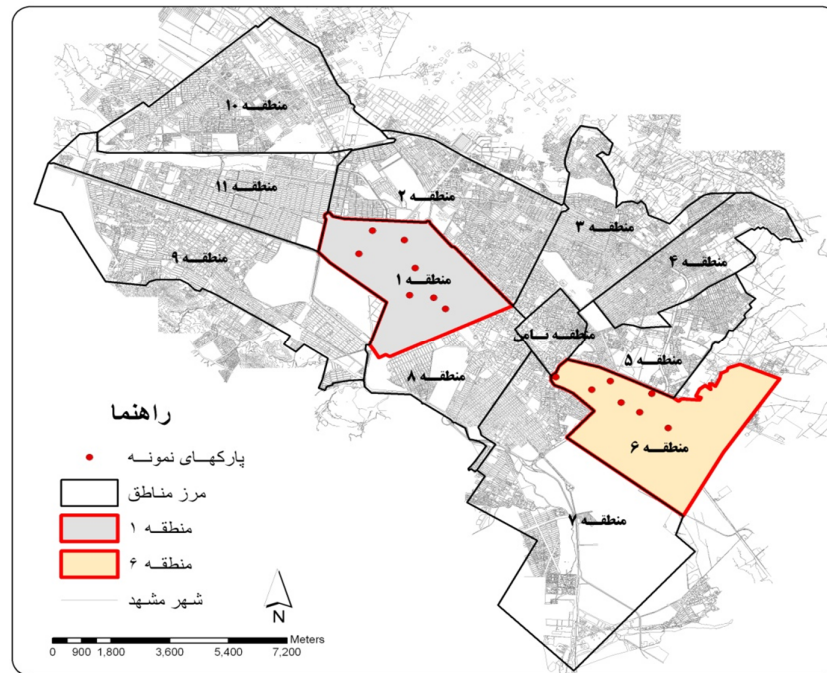 منطقه ۱۰
منطقه ۱۱
منطقه ۲
منطقه ۳
منطقه ۹
منطقه ۴
منطقه ۱
منطقه ثامن
منطقه ۵
منطقه ۸
منطقه ۶
منطقه ۷
راهنما
پارکهای نمونه
مرز مناطق
منطقه ۱
منطقه ۶
شهر مشهد
N
Meters
0 900 1,800 3,600 5,400 7,200